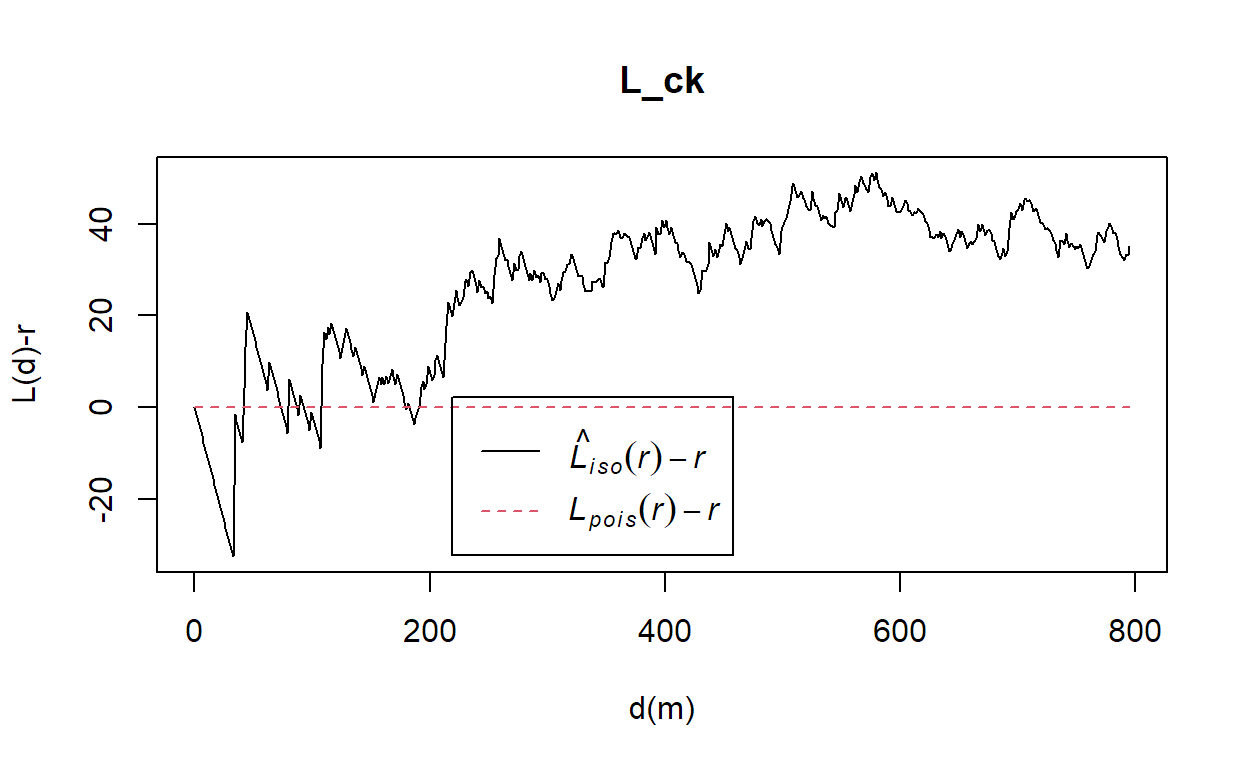 L_ck
L(d)-r
40
20
0
-20
L̂iso(r) – r
Lpois(r) – r
0 200 400 600 800
d(m)